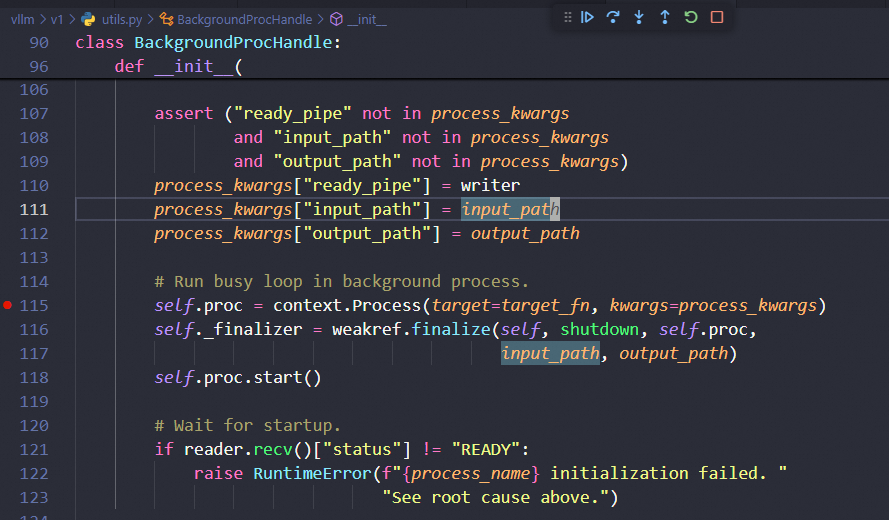 vllm > v1 > utils.py > BackgroundProcHandle > __init__
90 class BackgroundProcHandle:
96     def __init__(
106
107         assert ("ready_pipe" not in process_kwargs
108                 and "input_path" not in process_kwargs
109                 and "output_path" not in process_kwargs)
110         process_kwargs["ready_pipe"] = writer
111         process_kwargs["input_path"] = input_path
112         process_kwargs["output_path"] = output_path
113
114         # Run busy loop in background process.
115         self.proc = context.Process(target=target_fn, kwargs=process_kwargs)
116         self._finalizer = weakref.finalize(self, shutdown, self.proc,
117                                            input_path, output_path)
118         self.proc.start()
119
120         # Wait for startup.
121         if reader.recv()["status"] != "READY":
122             raise RuntimeError(f"{process_name} initialization failed. "
123                                "See root cause above.")
124